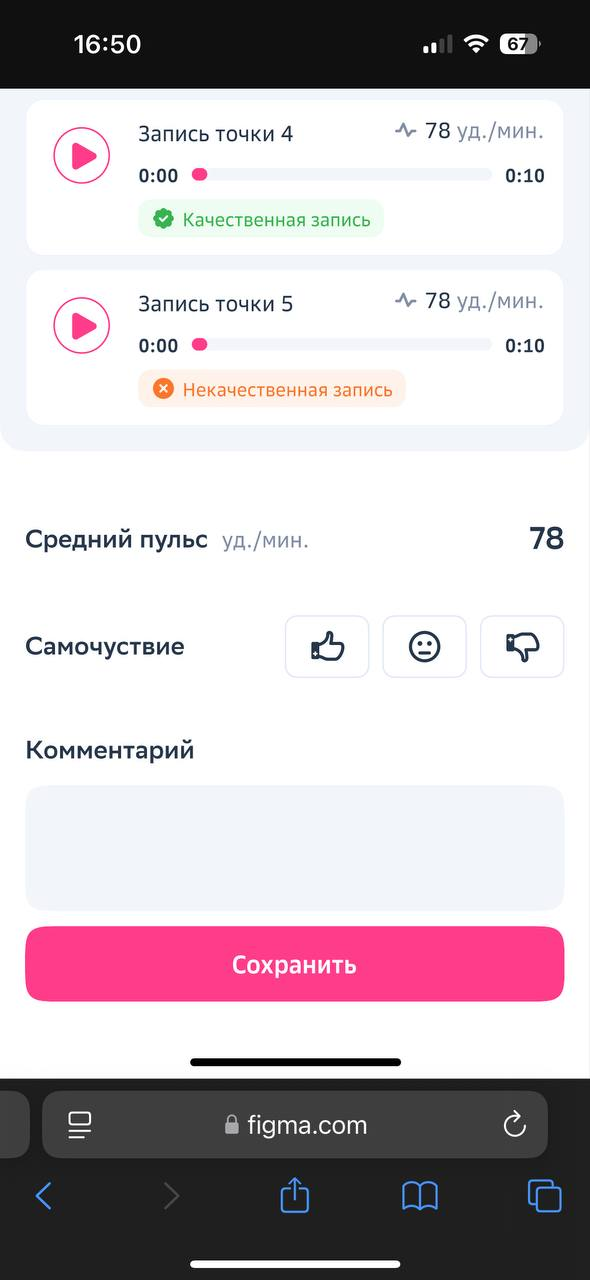 16:50
67
Запись точки 4
78 уд./мин.
0:00
0:10
Качественная запись
Запись точки 5
78 уд./мин.
0:00
0:10
Некачественная запись
Средний пульс уд./мин. 78
Самочуствие
Комментарий
Сохранить
figma.com